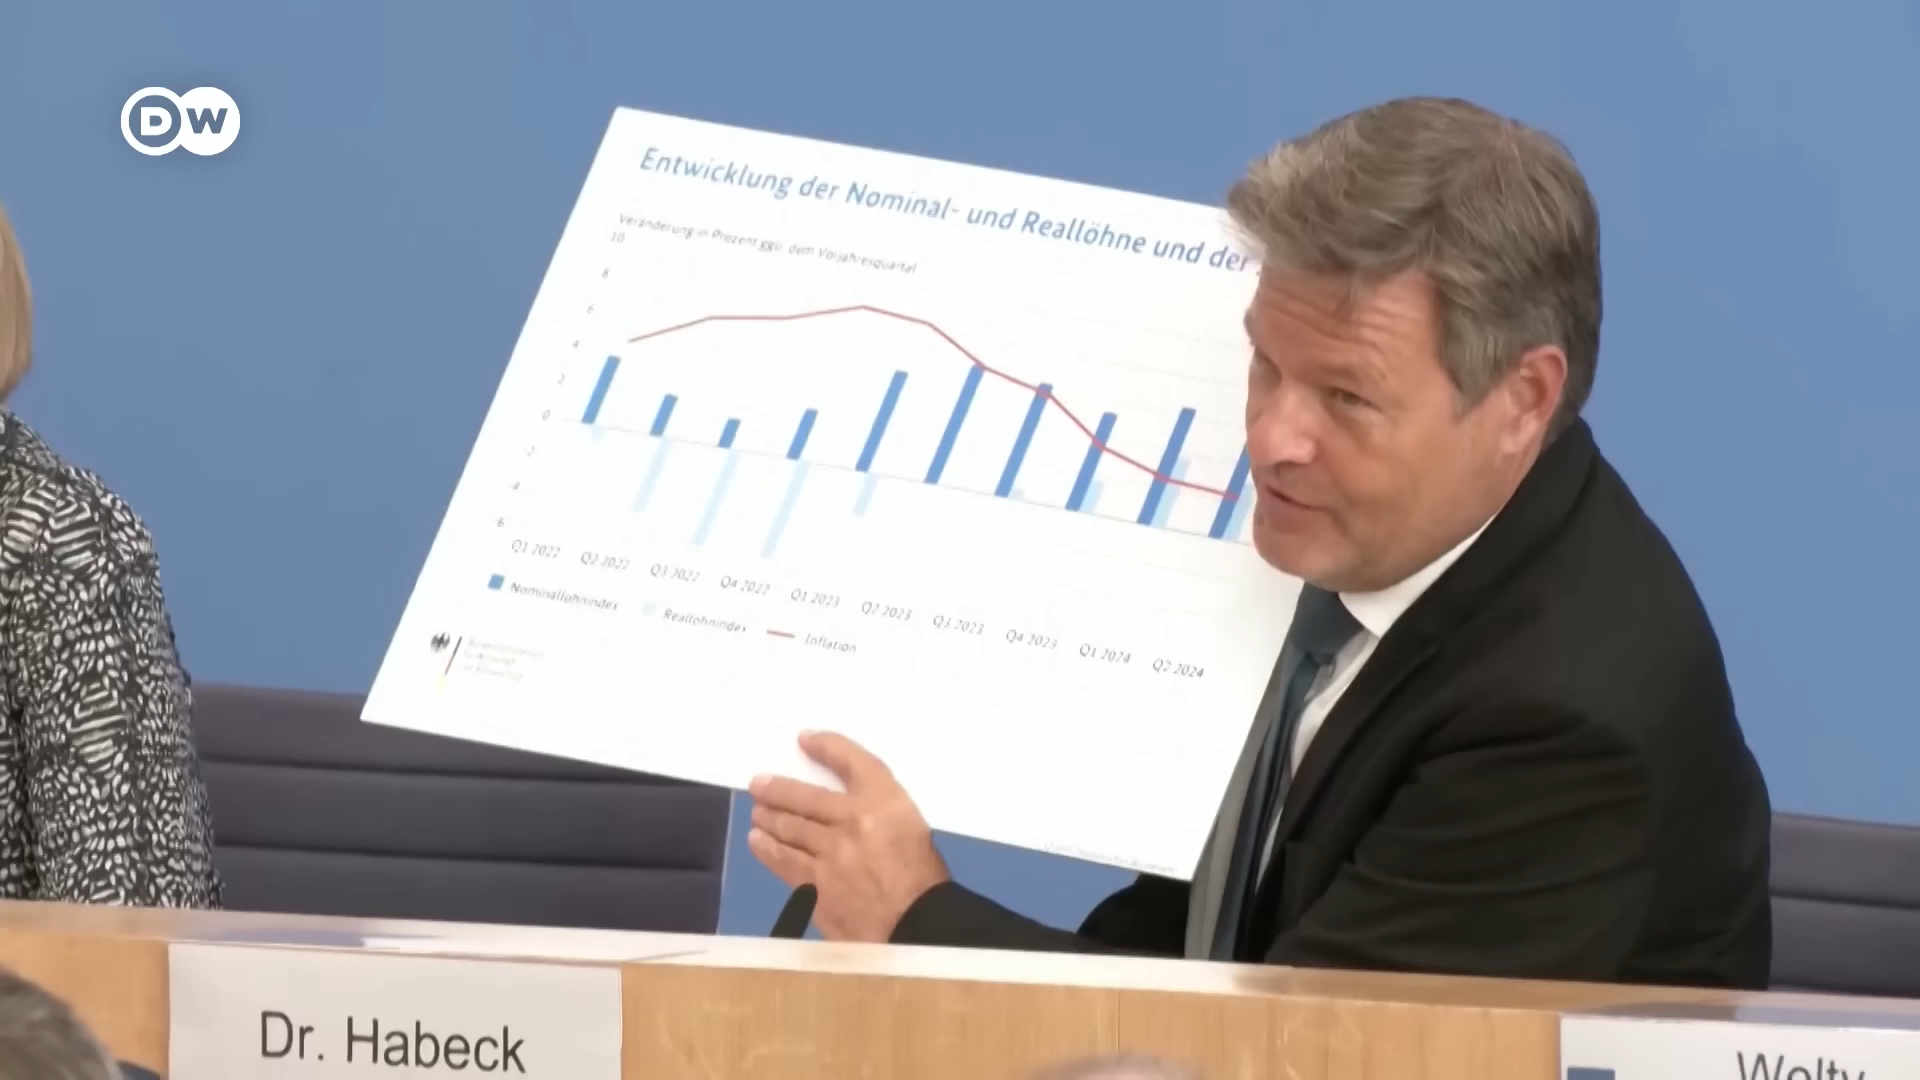 DW
Entwicklung der Nominal- und Reallöhne und der
Veränderung in Prozent ggü. dem Vorjahresquartal
10
8
6
4
2
0
2
-4
-6
Q1 2022 Q2 2022 Q3 2022 Q4 2022 Q1 2023 Q2 2023 Q3 2023 Q4 2023 Q1 2024 Q2 2024
Nominallohnindex Reallohnindex Inflation
Dr. Habeck